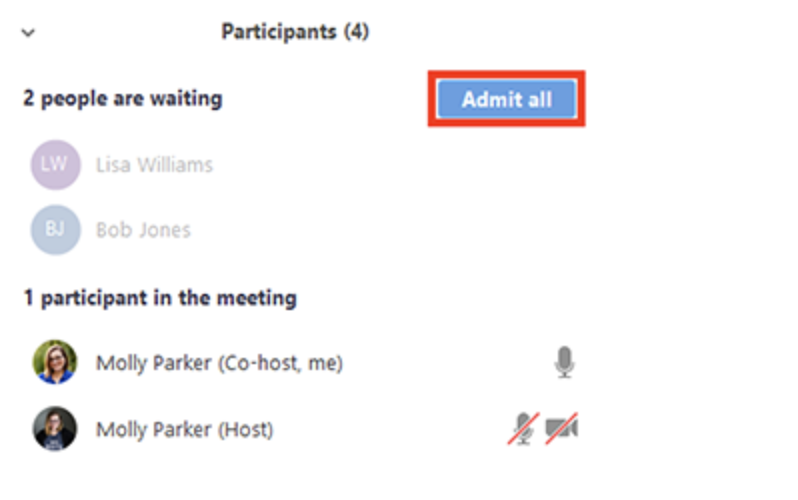 Participants (4)
2 people are waiting
Admit all
LW
Lisa Williams
BJ
Bob Jones
1 participant in the meeting
Molly Parker (Co-host, me)
Molly Parker (Host)